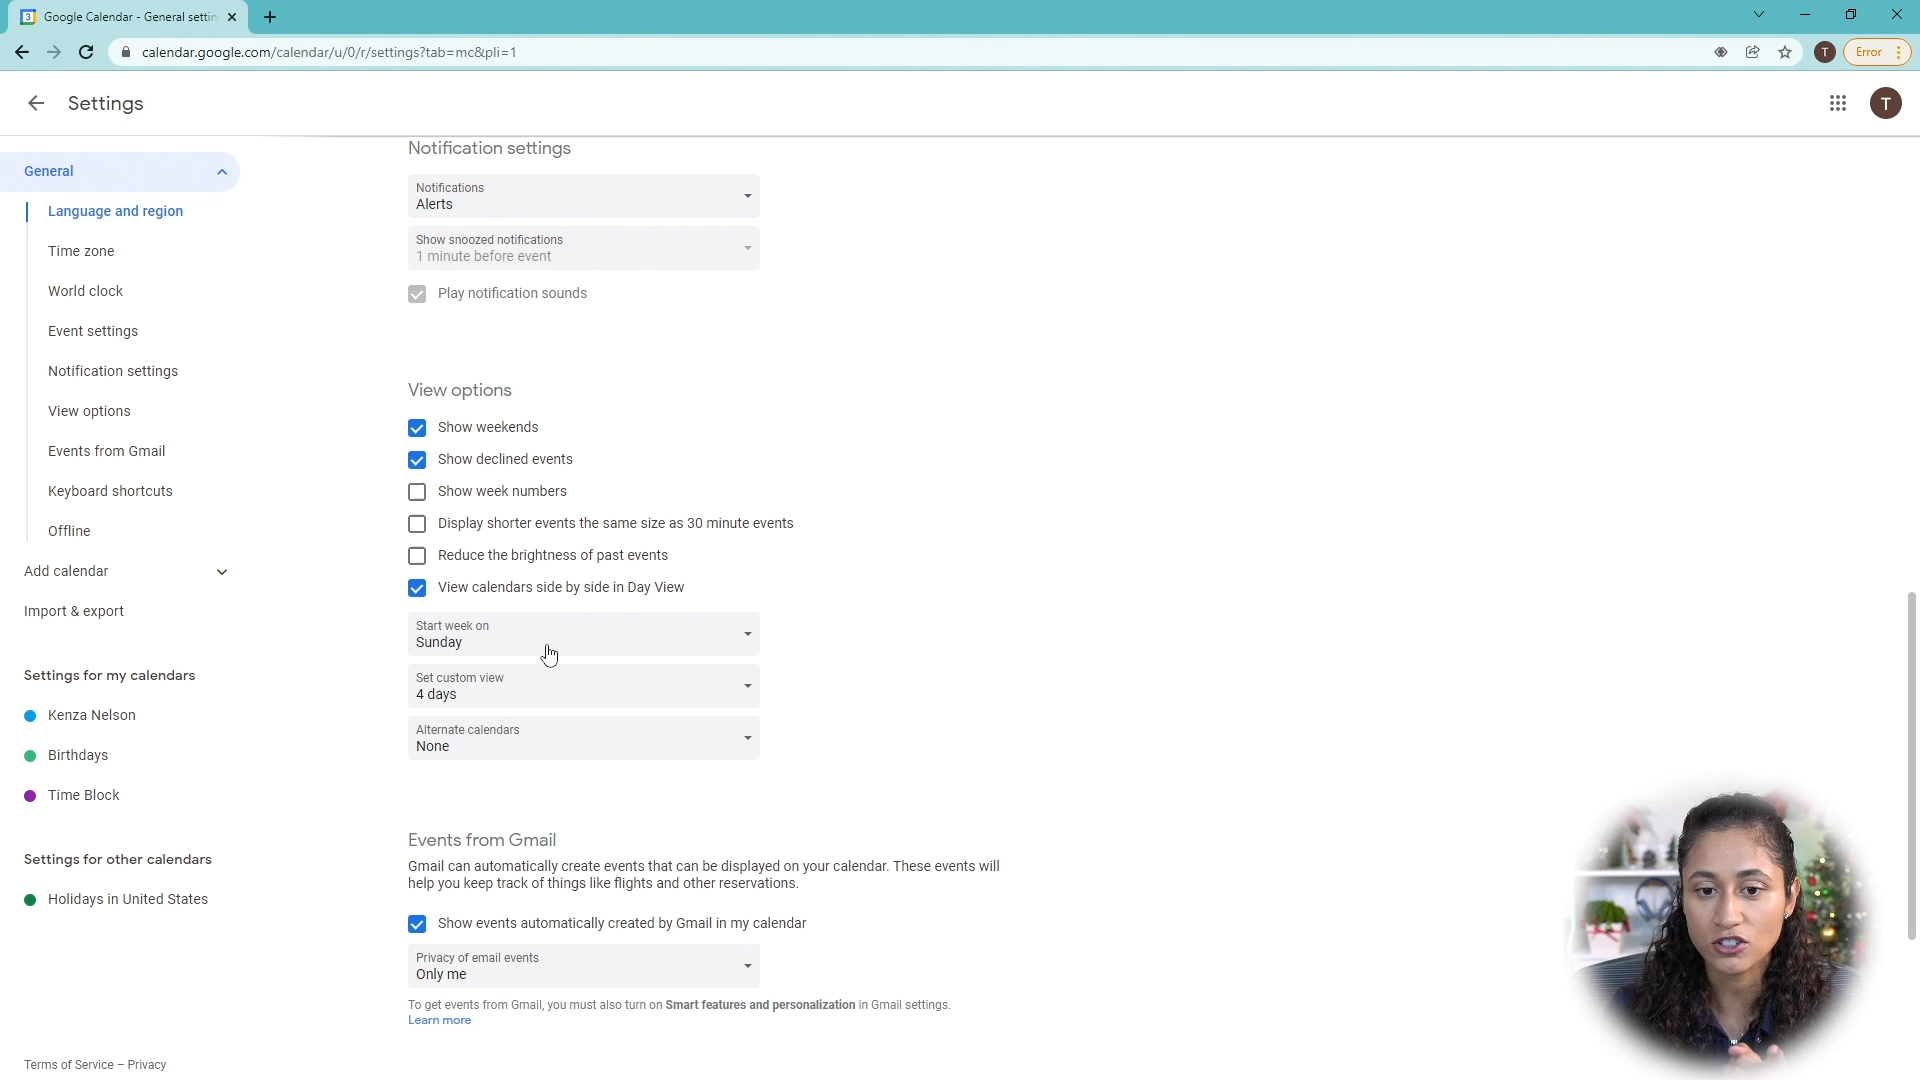 Google Calendar - General settin
calendar.google.com/calendar/u/0/r/settings?tab=mc&pli=1
T
Error
Settings
T
General
Language and region
Time zone
World clock
Event settings
Notification settings
View options
Events from Gmail
Keyboard shortcuts
Offline
Add calendar
Import & export
Settings for my calendars
Kenza Nelson
Birthdays
Time Block
Settings for other calendars
Holidays in United States
Terms of Service – Privacy
Notification settings
Notifications
Alerts
Show snoozed notifications
1 minute before event
Play notification sounds
View options
Show weekends
Show declined events
Show week numbers
Display shorter events the same size as 30 minute events
Reduce the brightness of past events
View calendars side by side in Day View
Start week on
Sunday
Set custom view
4 days
Alternate calendars
None
Events from Gmail
Gmail can automatically create events that can be displayed on your calendar. These events will
help you keep track of things like flights and other reservations.
Show events automatically created by Gmail in my calendar
Privacy of email events
Only me
To get events from Gmail, you must also turn on Smart features and personalization in Gmail settings.
Learn more